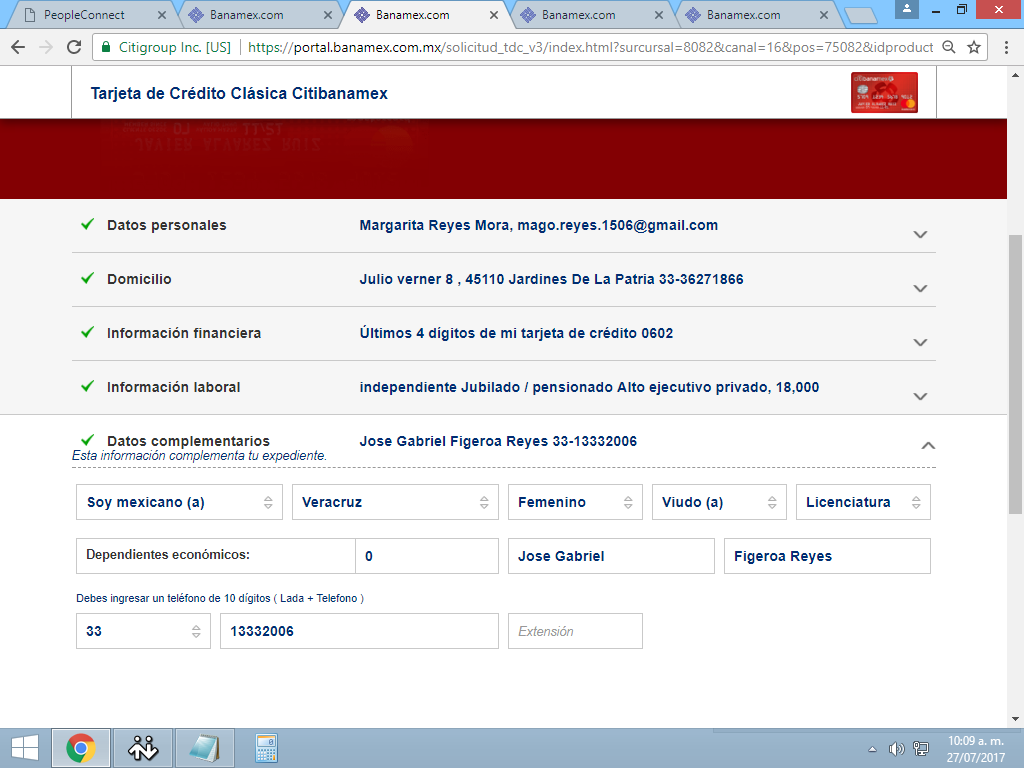 PeopleConnect
Banamex.com
Banamex.com
Banamex.com
Banamex.com
Citigroup Inc. [US]
https://portal.banamex.com.mx/solicitud_tdc_v3/index.html?surcursal=8082&canal=16&pos=75082&idproduct
Tarjeta de Crédito Clásica Citibanamex
Datos personales
Margarita Reyes Mora, mago.reyes.1506@gmail.com
Domicilio
Julio verner 8 , 45110 Jardines De La Patria 33-36271866
Información financiera
Últimos 4 dígitos de mi tarjeta de crédito 0602
Información laboral
independiente Jubilado / pensionado Alto ejecutivo privado, 18,000
Datos complementarios
Jose Gabriel Figeroa Reyes 33-13332006
Esta información complementa tu expediente.
Soy mexicano (a)
Veracruz
Femenino
Viudo (a)
Licenciatura
Dependientes económicos:
0
Jose Gabriel
Figeroa Reyes
Debes ingresar un teléfono de 10 dígitos ( Lada + Telefono )
33
13332006
Extensión
10:09 a. m.
27/07/2017